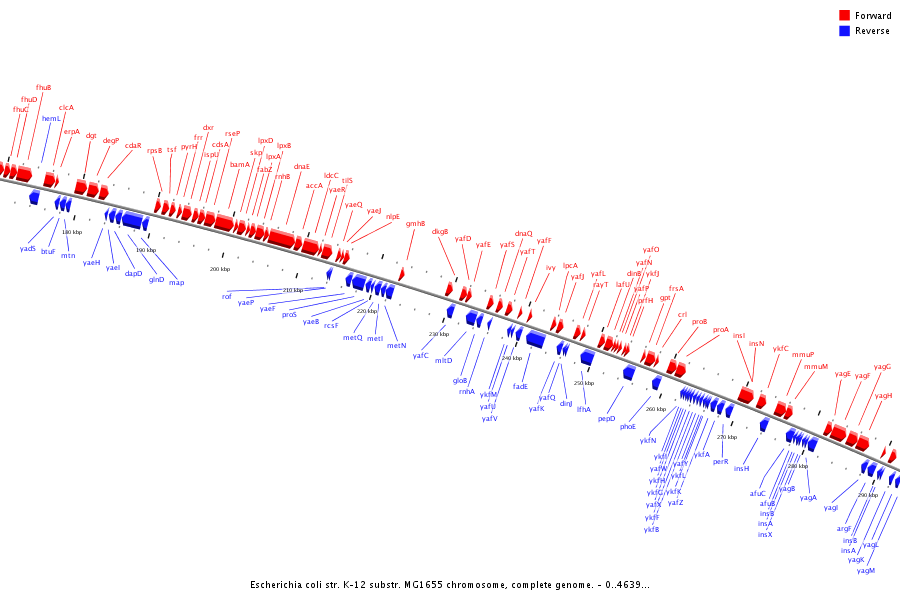 Forward
Reverse
fhuB
fhuD
fhuC
clcA
hemL
erpA
dgt
degP
cdaR
rpsB
tsf
pyrH
frr
dxr
ispU
cdsA
rseP
bamA
skp
lpxD
fabZ
lpxA
lpxB
rnhB
dnaE
accA
ldcC
yaeR
tilS
yaeQ
yaeJ
nlpE
gmhB
dkgB
yafD
yafE
yafS
dnaQ
yafT
yafF
ivy
lpcA
yafJ
yafL
rayT
lafU
dinB
yafN
yafO
ykfJ
yafP
prfH
gpt
frsA
crl
proB
proA
insI
insN
ykfC
mmuP
mmuM
yagE
yagF
yagG
yagH
yadS
btuF
180 kbp
mtn
yaeH
yaeI
190 kbp
dapD
glnD
map
200 kbp
rof
yaeP
yaeF
210 kbp
proS
yaeB
rcsF
220 kbp
metQ
metI
metN
230 kbp
yafC
mltD
gloB
rnhA
240 kbp
ykfM
yafU
yafV
fadE
yafK
yafQ
dinJ
250 kbp
lfhA
pepD
phoE
260 kbp
ykfN
ykfI
yafW
ykfH
ykfG
yafX
ykfF
ykfB
yafY
ykfL
ykfK
yafZ
ykfA
perR
270 kbp
insH
afuC
afuB
insB
insA
insX
280 kbp
yagB
yagA
yagI
290 kbp
argF
insB
insA
yagK
yagL
yagM
Escherichia coli str. K-12 substr. MG1655 chromosome, complete genome. - 0..4639...